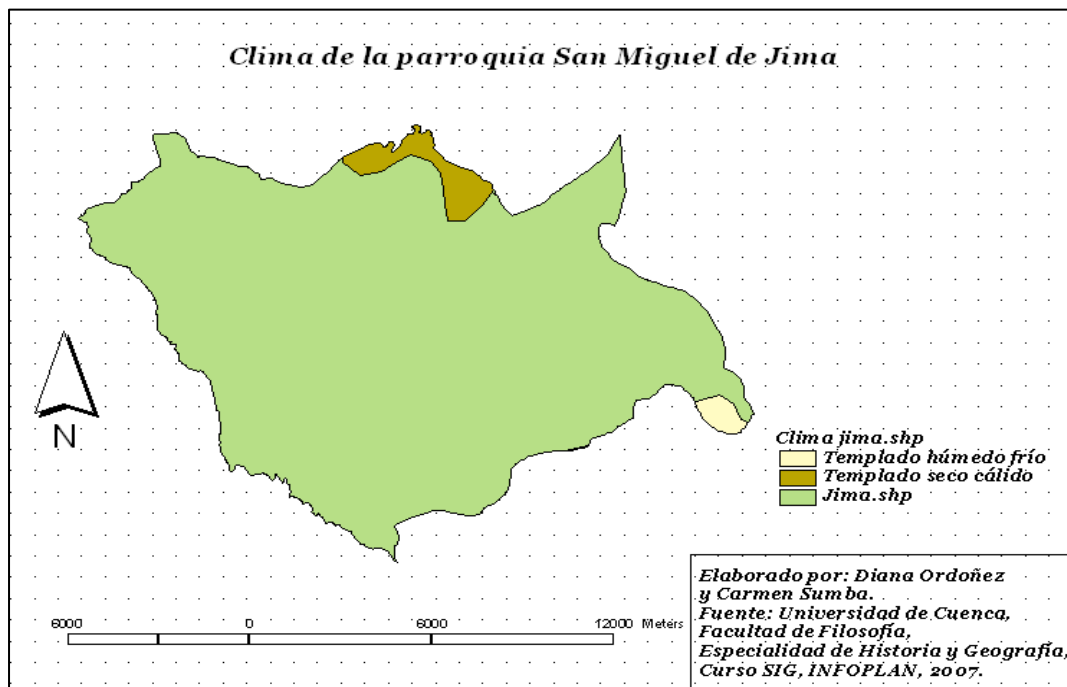 Clima de la parroquia San Miguel de Jima
N
Clima jima.shp
Templado húmedo frío
Templado seco cálido
Jima.shp
6000 0 6000 12000 Meters
Elaborado por: Diana Ordoñez
y Carmen Sumba.
Fuente: Universidad de Cuenca,
Facultad de Filosofía,
Especialidad de Historia y Geografía,
Curso SIG, INFOPLAN, 2007.